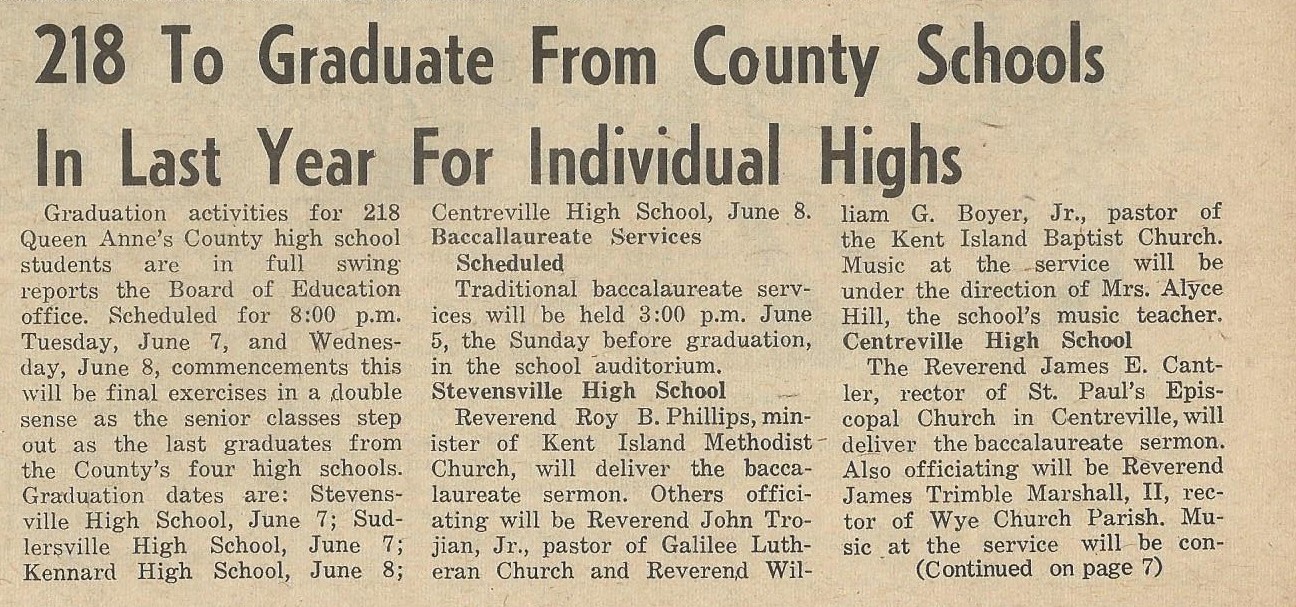 218 To Graduate From County Schools
In Last Year For Individual Highs
Graduation activities for 218
Queen Anne's County high school
students are in full swing
reports the Board of Education
office. Scheduled for 8:00 p.m.
Tuesday, June 7, and Wednes-
day, June 8, commencements this
will be final exercises in a double
sense as the senior classes step
out as the last graduates from
the County's four high schools.
Graduation dates are: Stevens-
ville High School, June 7; Sud-
lersville High School, June 7;
Kennard High School, June 8;
Centreville High School, June 8.
Baccallaureate Services
Scheduled
Traditional baccalaureate serv-
ices will be held 3:00 p.m. June
5, the Sunday before graduation,
in the school auditorium.
Stevensville High School
Reverend Roy B. Phillips, min-
ister of Kent Island Methodist
Church, will deliver the bacca-
laureate sermon. Others offici-
ating will be Reverend John Tro-
jian, Jr., pastor of Galilee Luth-
eran Church and Reverend Wil-
liam G. Boyer, Jr., pastor of
the Kent Island Baptist Church.
Music at the service will be
under the direction of Mrs. Alyce
Hill, the school's music teacher.
Centreville High School
The Reverend James E. Cant-
ler, rector of St. Paul's Epis-
copal Church in Centreville, will
deliver the baccalaureate sermon.
Also officiating will be Reverend
James Trimble Marshall, II, rec-
tor of Wye Church Parish. Mu-
sic at the service will be con-
(Continued on page 7)